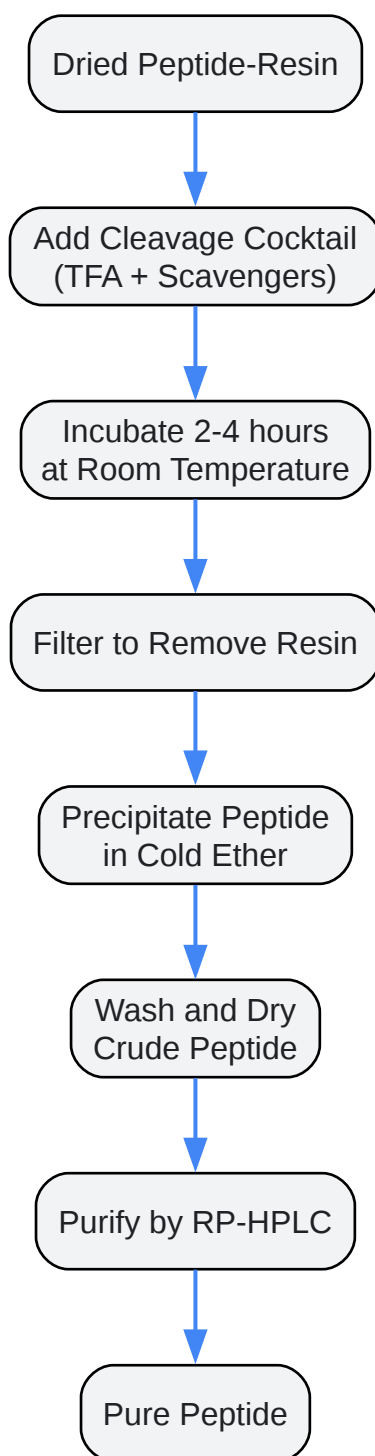 Dried Peptide-Resin
Add Cleavage Cocktail
(TFA + Scavengers)
Incubate 2-4 hours
at Room Temperature
Filter to Remove Resin
Precipitate Peptide
in Cold Ether
Wash and Dry
Crude Peptide
Purify by RP-HPLC
Pure Peptide